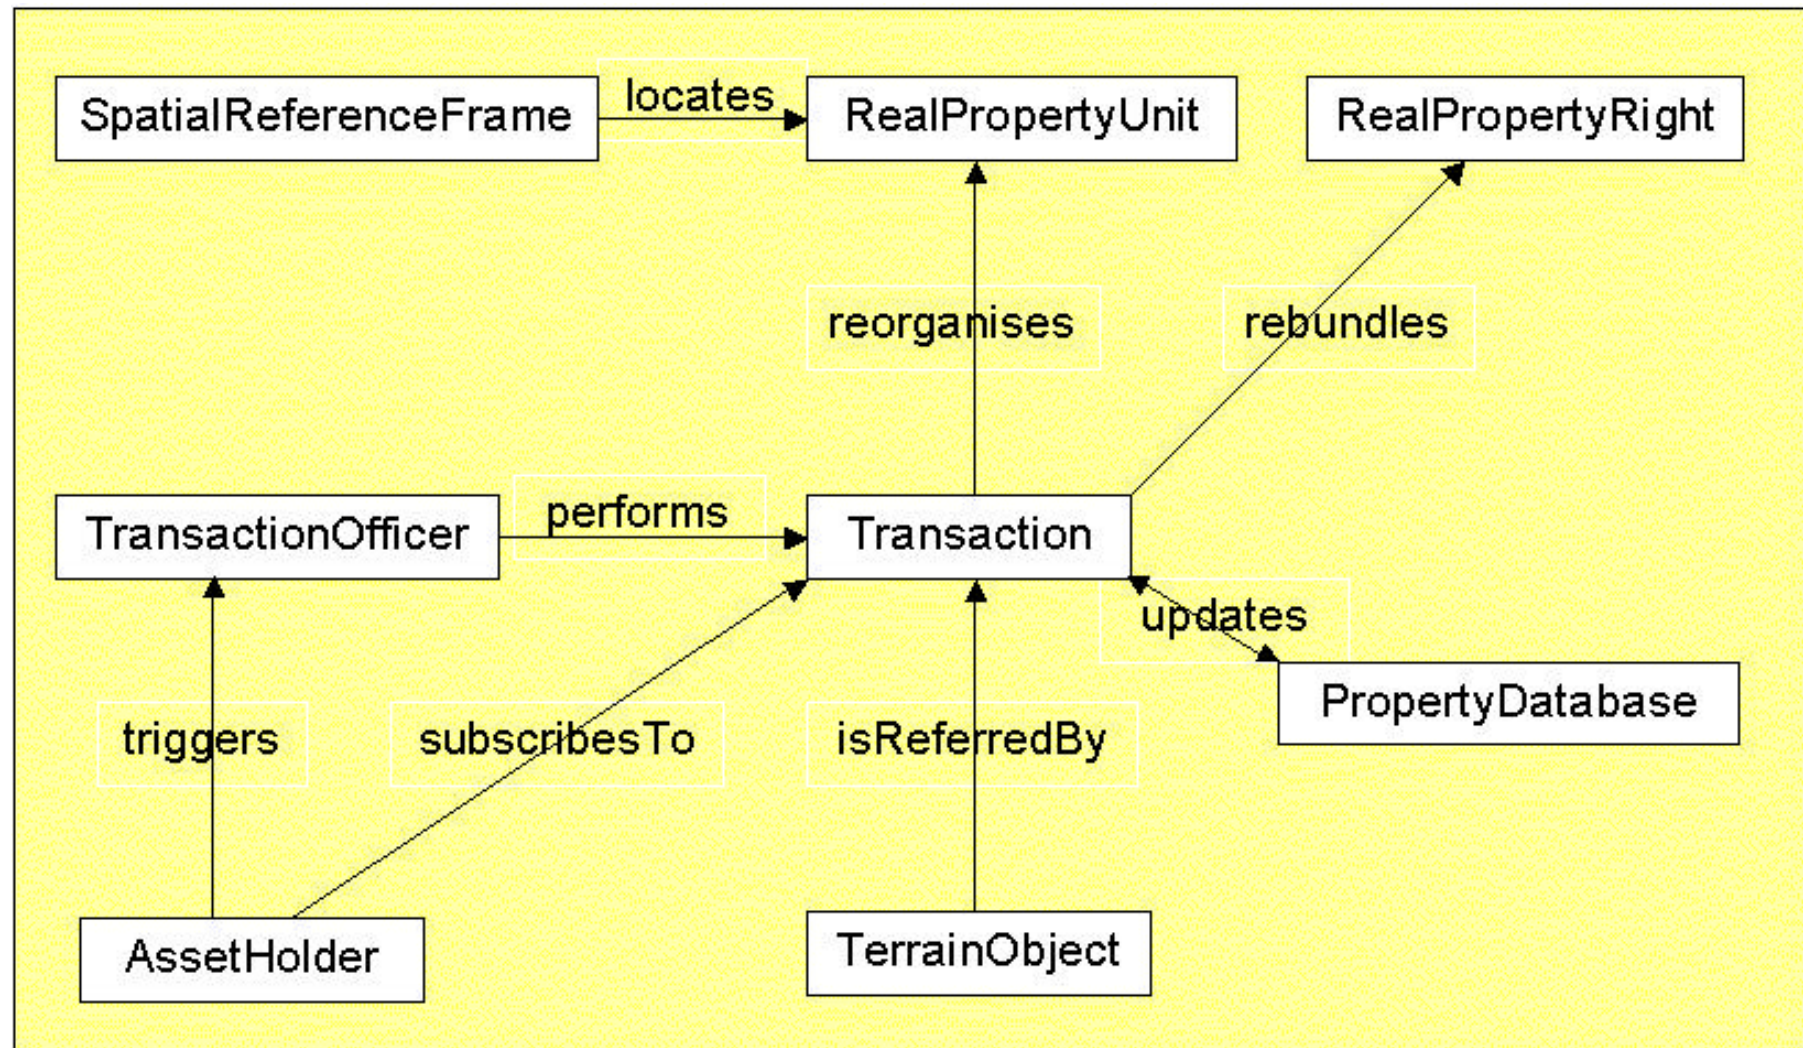 SpatialReferenceFrame
locates
RealPropertyUnit
RealPropertyRight
reorganises
rebundles
TransactionOfficer
performs
Transaction
updates
PropertyDatabase
triggers
subscribesTo
isReferredBy
AssetHolder
TerrainObject